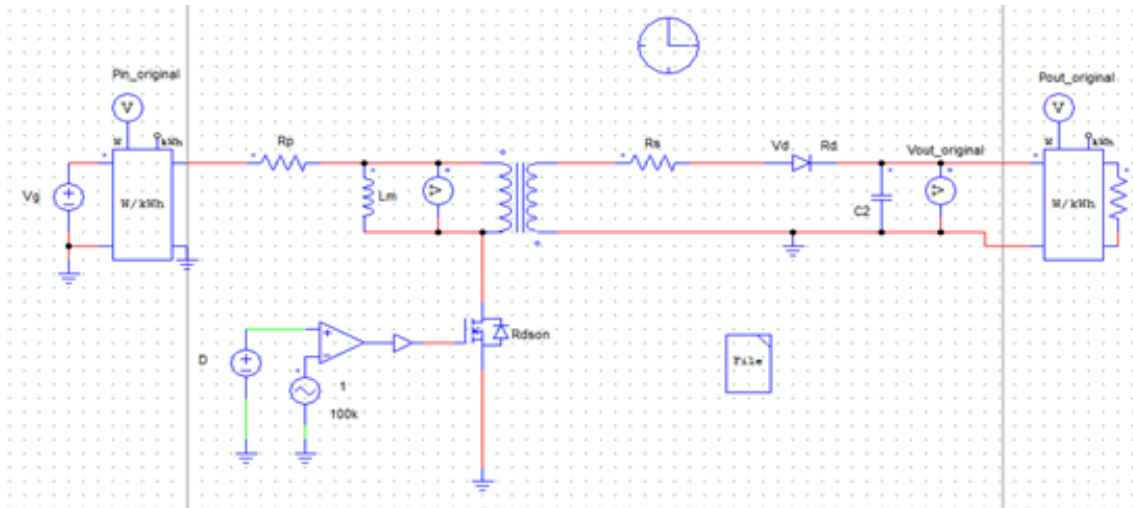 Pin_original
V
W kWh
Vg
W/kWh
Rp
Lm
V
Rs
Vd Rd
C2
Vout_original
V
Pout_original
V
W kWh
W/kWh
D
1
100k
Rdson
File